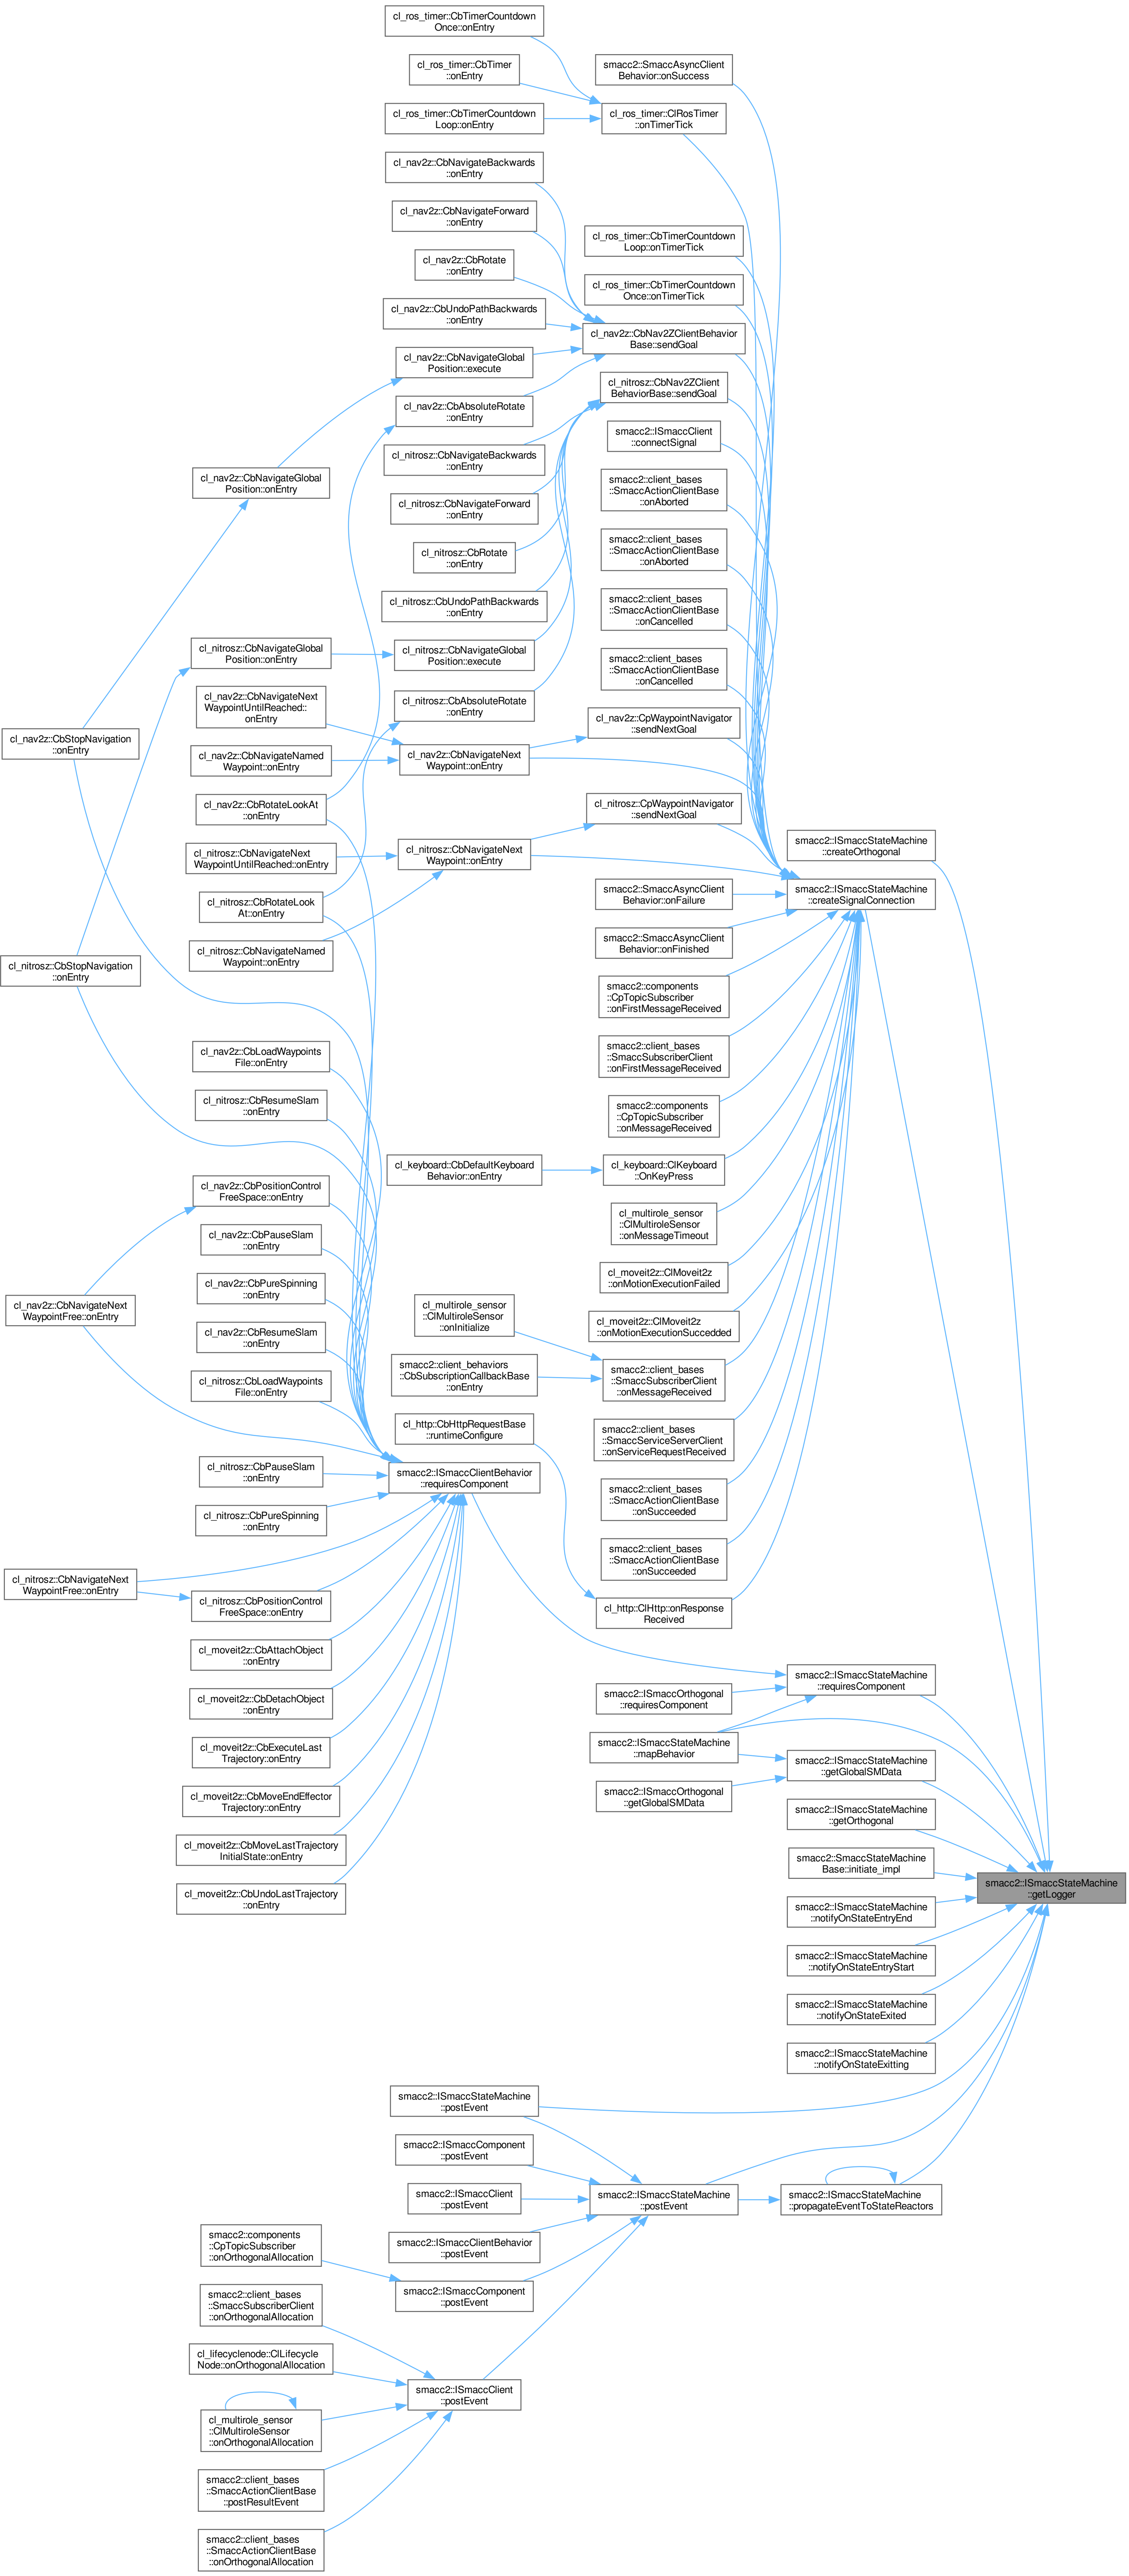 cl_ros_timer::CbTimerCountdown
Once::onEntry
cl_ros_timer::CbTimer
::onEntry
smacc2::SmaccAsyncClient
Behavior::onSuccess
cl_ros_timer::CbTimerCountdown
Loop::onEntry
cl_ros_timer::ClRosTimer
::onTimerTick
cl_nav2z::CbNavigateBackwards
::onEntry
cl_nav2z::CbNavigateForward
::onEntry
cl_ros_timer::CbTimerCountdown
Loop::onTimerTick
cl_nav2z::CbRotate
::onEntry
cl_ros_timer::CbTimerCountdown
Once::onTimerTick
cl_nav2z::CbUndoPathBackwards
::onEntry
cl_nav2z::CbNav2ZClientBehavior
Base::sendGoal
cl_nav2z::CbNavigateGlobal
Position::execute
cl_nitrosz::CbNav2ZClient
BehaviorBase::sendGoal
cl_nav2z::CbAbsoluteRotate
::onEntry
smacc2::ISmaccClient
::connectSignal
cl_nitrosz::CbNavigateBackwards
::onEntry
cl_nav2z::CbNavigateGlobal
Position::onEntry
smacc2::client_bases
::SmaccActionClientBase
::onAborted
cl_nitrosz::CbNavigateForward
::onEntry
smacc2::client_bases
::SmaccActionClientBase
::onAborted
cl_nitrosz::CbRotate
::onEntry
smacc2::client_bases
::SmaccActionClientBase
::onCancelled
cl_nitrosz::CbUndoPathBackwards
::onEntry
cl_nitrosz::CbNavigateGlobal
Position::onEntry
cl_nitrosz::CbNavigateGlobal
Position::execute
smacc2::client_bases
::SmaccActionClientBase
::onCancelled
cl_nav2z::CbNavigateNext
WaypointUntilReached::
onEntry
cl_nitrosz::CbAbsoluteRotate
::onEntry
cl_nav2z::CpWaypointNavigator
::sendNextGoal
cl_nav2z::CbStopNavigation
::onEntry
cl_nav2z::CbNavigateNamed
Waypoint::onEntry
cl_nav2z::CbNavigateNext
Waypoint::onEntry
cl_nav2z::CbRotateLookAt
::onEntry
cl_nitrosz::CpWaypointNavigator
::sendNextGoal
cl_nitrosz::CbNavigateNext
WaypointUntilReached::onEntry
cl_nitrosz::CbNavigateNext
Waypoint::onEntry
smacc2::ISmaccStateMachine
::createOrthogonal
cl_nitrosz::CbRotateLook
At::onEntry
smacc2::SmaccAsyncClient
Behavior::onFailure
smacc2::ISmaccStateMachine
::createSignalConnection
cl_nitrosz::CbNavigateNamed
Waypoint::onEntry
smacc2::SmaccAsyncClient
Behavior::onFinished
cl_nitrosz::CbStopNavigation
::onEntry
smacc2::components
::CpTopicSubscriber
::onFirstMessageReceived
cl_nav2z::CbLoadWaypoints
File::onEntry
smacc2::client_bases
::SmaccSubscriberClient
::onFirstMessageReceived
cl_nitrosz::CbResumeSlam
::onEntry
smacc2::components
::CpTopicSubscriber
::onMessageReceived
cl_keyboard::CbDefaultKeyboard
Behavior::onEntry
cl_keyboard::ClKeyboard
::OnKeyPress
cl_nav2z::CbPositionControl
FreeSpace::onEntry
cl_multirole_sensor
::ClMultiroleSensor
::onMessageTimeout
cl_nav2z::CbPauseSlam
::onEntry
cl_moveit2z::ClMoveit2z
::onMotionExecutionFailed
cl_nav2z::CbPureSpinning
::onEntry
cl_nav2z::CbNavigateNext
WaypointFree::onEntry
cl_multirole_sensor
::ClMultiroleSensor
::onInitialize
cl_moveit2z::ClMoveit2z
::onMotionExecutionSuccedded
cl_nav2z::CbResumeSlam
::onEntry
smacc2::client_behaviors
::CbSubscriptionCallbackBase
::onEntry
smacc2::client_bases
::SmaccSubscriberClient
::onMessageReceived
cl_nitrosz::CbLoadWaypoints
File::onEntry
cl_http::CbHttpRequestBase
::runtimeConfigure
smacc2::client_bases
::SmaccServiceServerClient
::onServiceRequestReceived
cl_nitrosz::CbPauseSlam
::onEntry
smacc2::ISmaccClientBehavior
::requiresComponent
smacc2::client_bases
::SmaccActionClientBase
::onSucceeded
cl_nitrosz::CbPureSpinning
::onEntry
smacc2::client_bases
::SmaccActionClientBase
::onSucceeded
cl_nitrosz::CbNavigateNext
WaypointFree::onEntry
cl_nitrosz::CbPositionControl
FreeSpace::onEntry
cl_http::ClHttp::onResponse
Received
cl_moveit2z::CbAttachObject
::onEntry
smacc2::ISmaccStateMachine
::requiresComponent
cl_moveit2z::CbDetachObject
::onEntry
smacc2::ISmaccOrthogonal
::requiresComponent
cl_moveit2z::CbExecuteLast
Trajectory::onEntry
smacc2::ISmaccStateMachine
::mapBehavior
smacc2::ISmaccStateMachine
::getGlobalSMData
cl_moveit2z::CbMoveEndEffector
Trajectory::onEntry
smacc2::ISmaccOrthogonal
::getGlobalSMData
smacc2::ISmaccStateMachine
::getOrthogonal
cl_moveit2z::CbMoveLastTrajectory
InitialState::onEntry
smacc2::SmaccStateMachine
Base::initiate_impl
smacc2::ISmaccStateMachine
::getLogger
cl_moveit2z::CbUndoLastTrajectory
::onEntry
smacc2::ISmaccStateMachine
::notifyOnStateEntryEnd
smacc2::ISmaccStateMachine
::notifyOnStateEntryStart
smacc2::ISmaccStateMachine
::notifyOnStateExited
smacc2::ISmaccStateMachine
::notifyOnStateExitting
smacc2::ISmaccStateMachine
::postEvent
smacc2::ISmaccComponent
::postEvent
smacc2::ISmaccClient
::postEvent
smacc2::ISmaccStateMachine
::postEvent
smacc2::ISmaccStateMachine
::propagateEventToStateReactors
smacc2::ISmaccClientBehavior
::postEvent
smacc2::components
::CpTopicSubscriber
::onOrthogonalAllocation
smacc2::ISmaccComponent
::postEvent
smacc2::client_bases
::SmaccSubscriberClient
::onOrthogonalAllocation
cl_lifecyclenode::ClLifecycle
Node::onOrthogonalAllocation
smacc2::ISmaccClient
::postEvent
cl_multirole_sensor
::ClMultiroleSensor
::onOrthogonalAllocation
smacc2::client_bases
::SmaccActionClientBase
::postResultEvent
smacc2::client_bases
::SmaccActionClientBase
::onOrthogonalAllocation